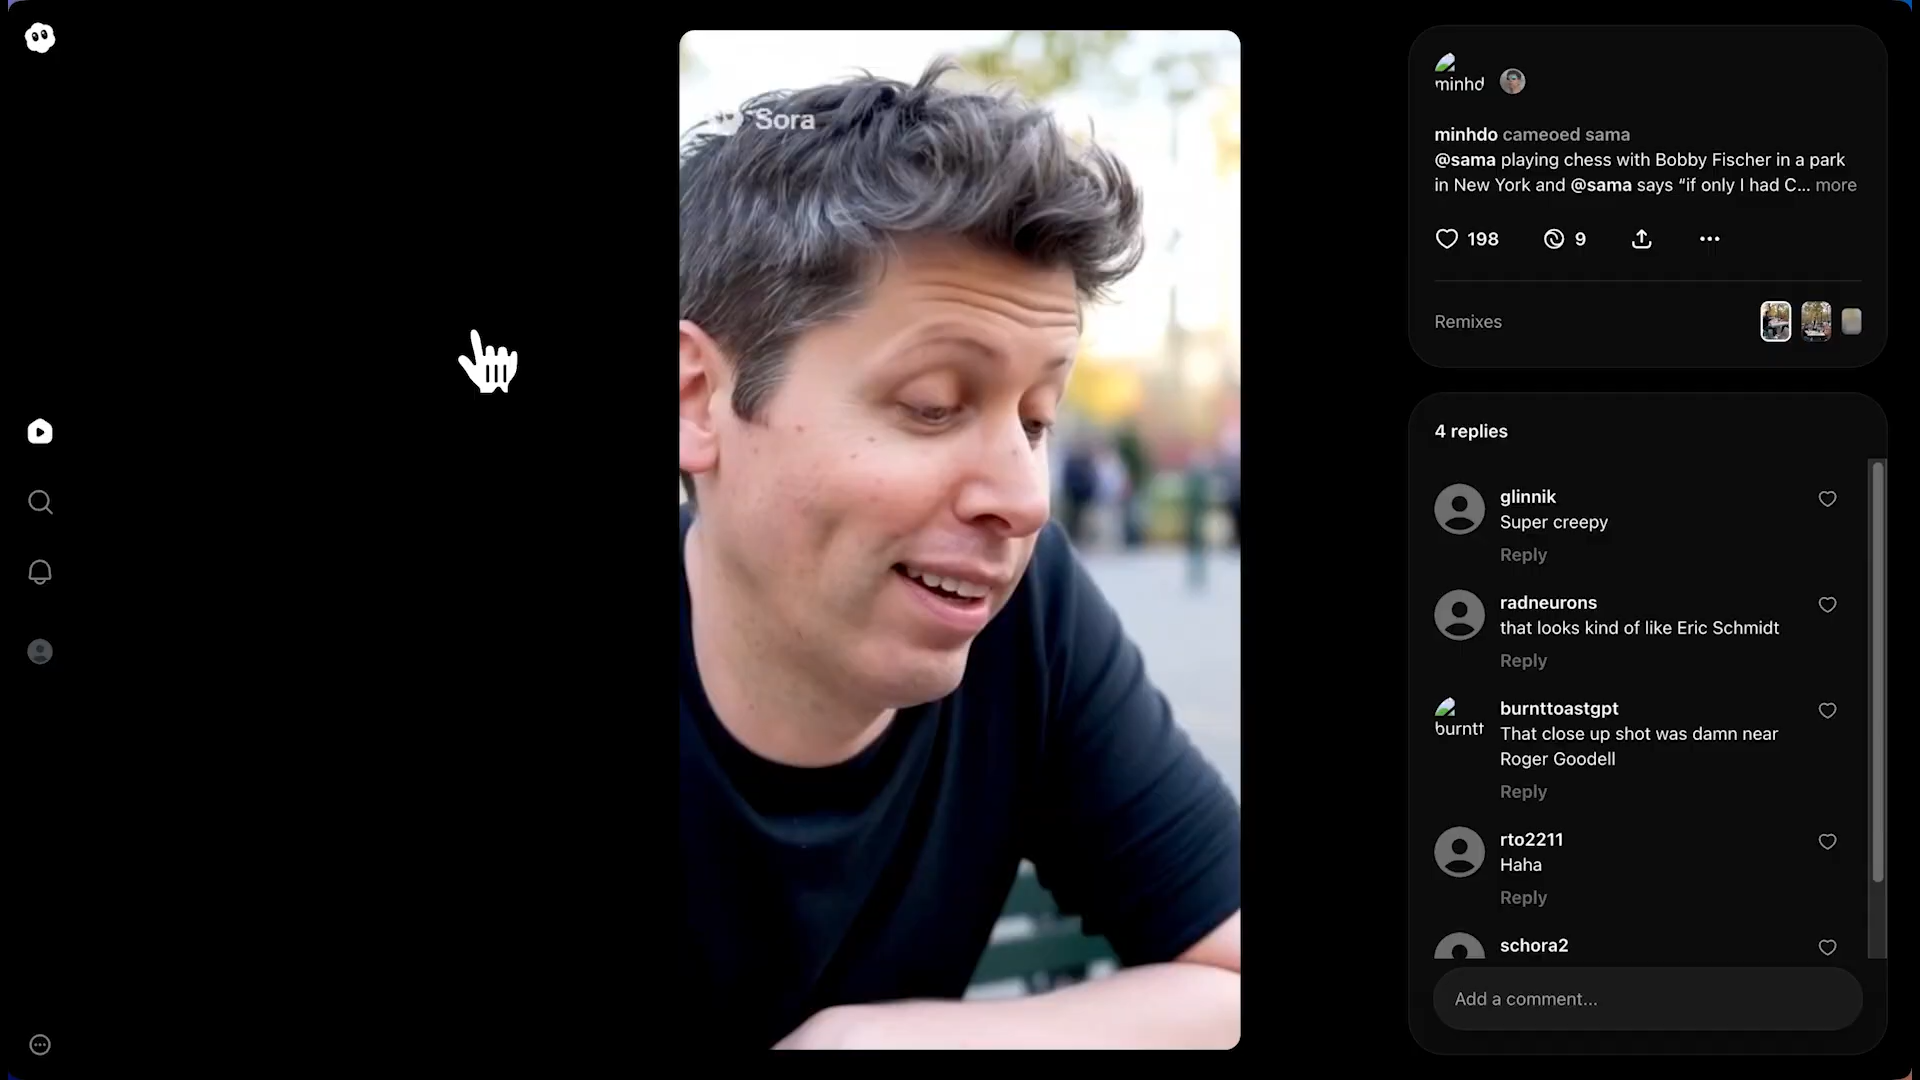 Sora
minhd
minhdo cameoed sama
@sama playing chess with Bobby Fischer in a park
in New York and @sama says “if only I had C... more
198
9
Remixes
4 replies
glinnik
Super creepy
Reply
radneurons
that looks kind of like Eric Schmidt
Reply
burntt
burnttoastgpt
That close up shot was damn near
Roger Goodell
Reply
rto2211
Haha
Reply
schora2
Add a comment...